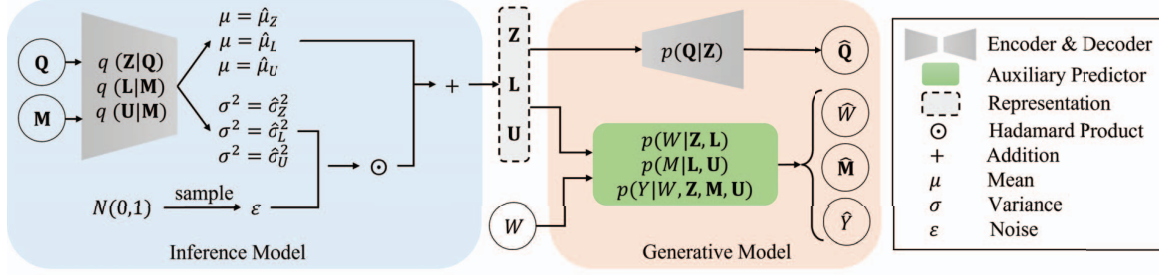 Q
M
q (Z|Q)
q (L|M)
q (U|M)
μ = μ̂_Z
μ = μ̂_L
μ = μ̂_U
σ² = σ̂²_Z
σ² = σ̂²_L
σ² = σ̂²_U
N(0,1)
sample
ε
⊙
+
Inference Model
Z
L
U
W
p(Q|Z)
Q̂
p(W|Z, L)
p(M|L, U)
p(Y|W, Z, M, U)
Ŵ
M̂
Ŷ
Generative Model
Encoder & Decoder
Auxiliary Predictor
Representation
⊙ Hadamard Product
+ Addition
μ Mean
σ Variance
ε Noise